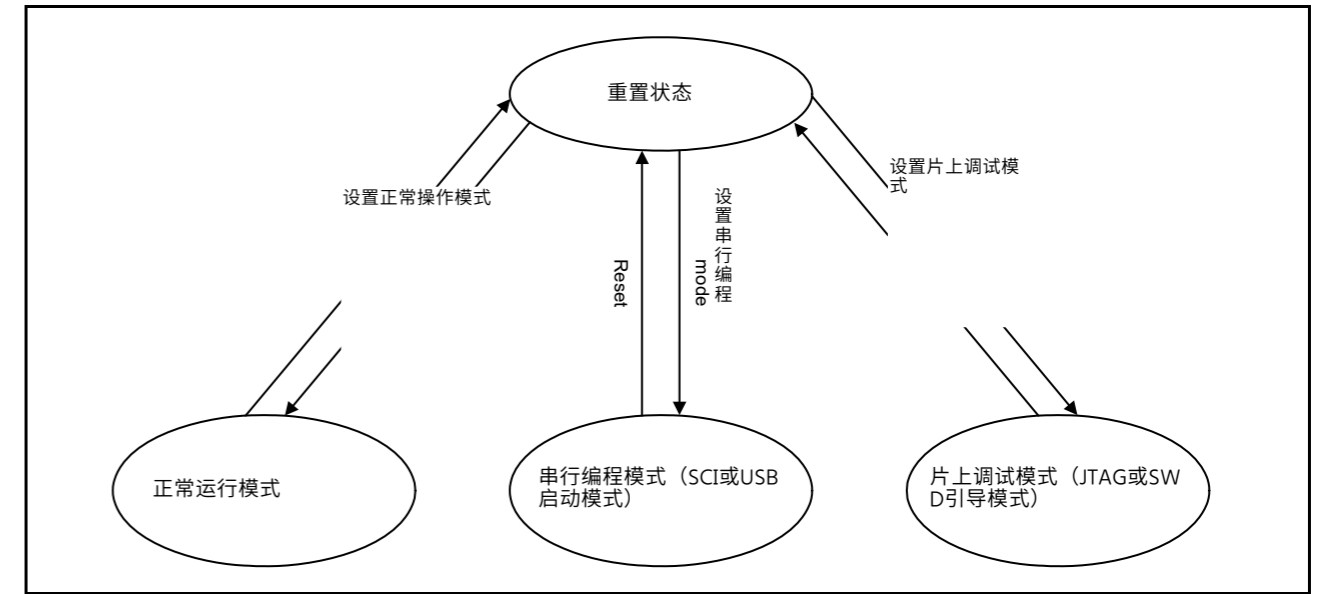 重置状态
设置正常操作模式
设置片上调试模
式
Reset
设置串行编程
mode
正常运行模式
串行编程模式（SCI或USB
启动模式）
片上调试模式（JTAG或SW
D引导模式）